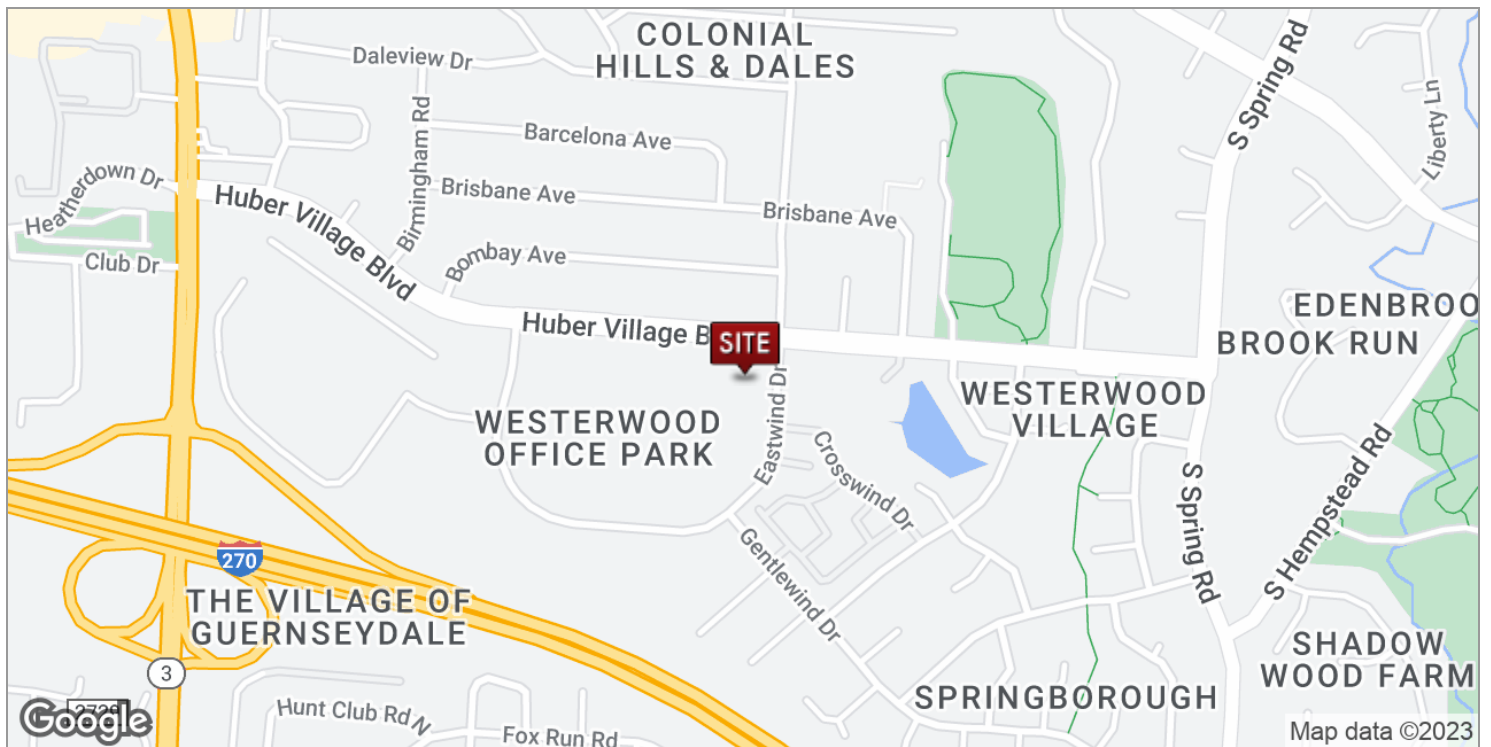 COLONIAL
HILLS & DALES
Daleview Dr
S Spring Rd
Liberty Ln
Birmingham Rd
Barcelona Ave
Heatherdown Dr
Huber Village Blvd
Brisbane Ave
Brisbane Ave
Bombay Ave
Club Dr
Huber Village B
SITE
EDENBROO
BROOK RUN
WESTERWOOD
OFFICE PARK
Eastwind Dr
WESTERWOOD
VILLAGE
Crosswind Dr
S Spring Rd
S Hempstead Rd
270
Gentlewind Dr
THE VILLAGE OF
GUERNSEYDALE
SHADOW
WOOD FARM
3
SPRINGBOROUGH
Google
Hunt Club Rd N
Fox Run Rd
Map data ©2023